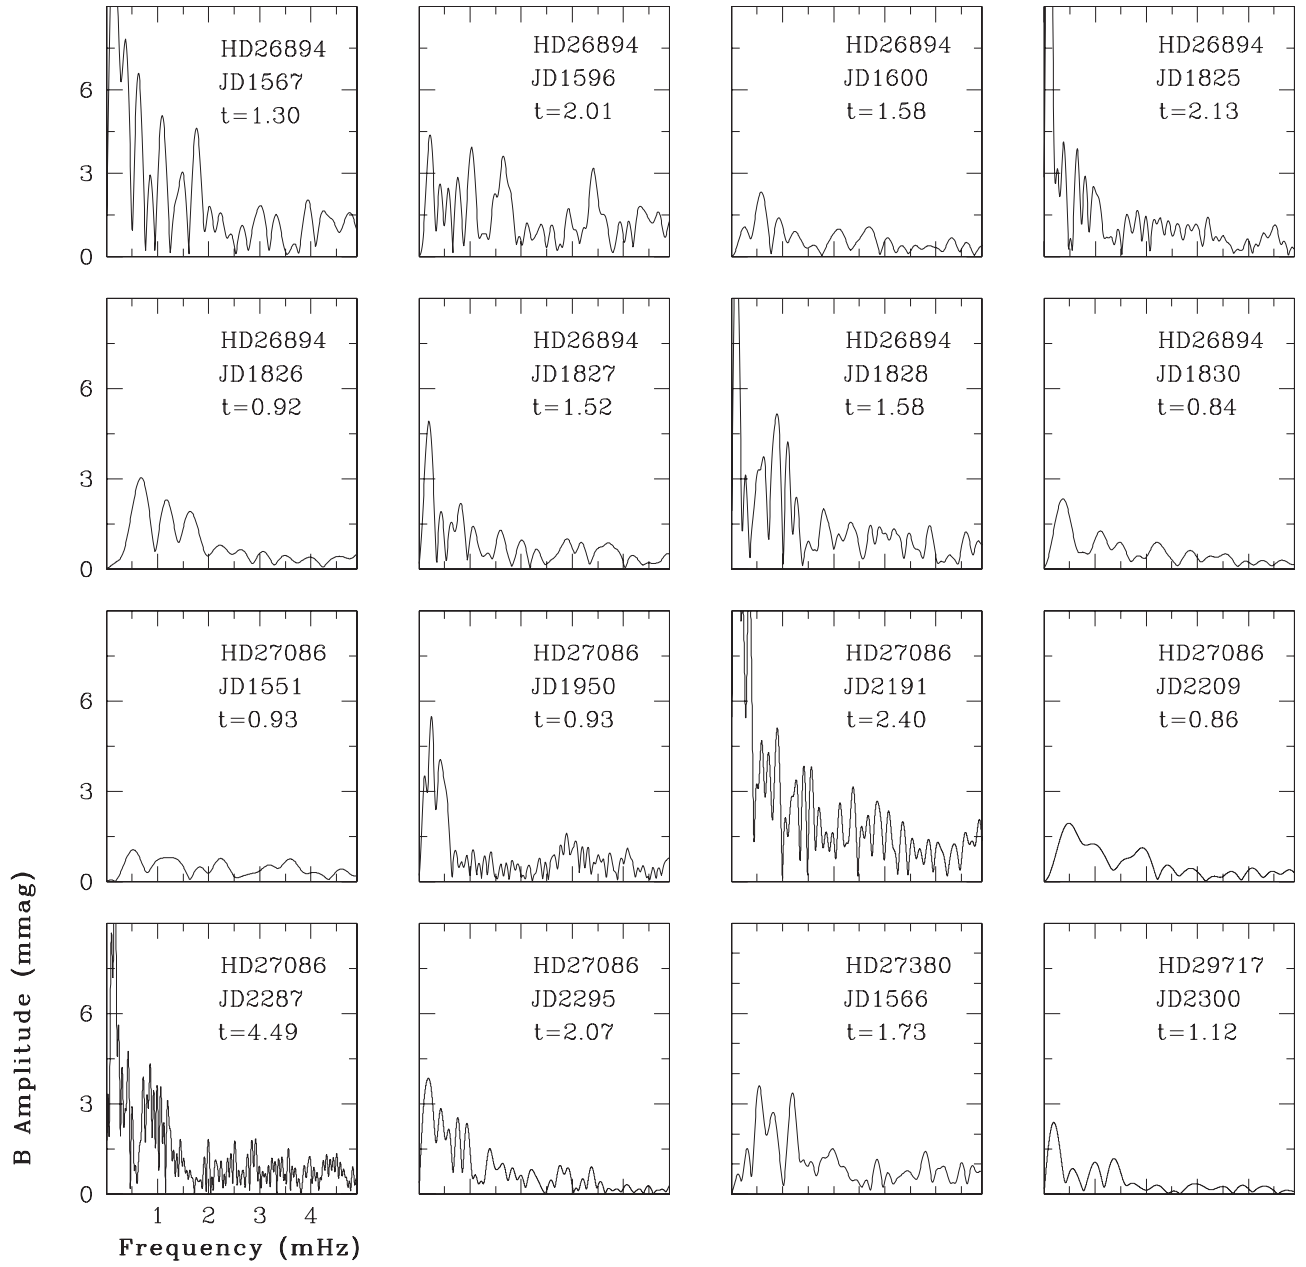 HD26894
JD1567
t=1.30
HD26894
JD1596
t=2.01
HD26894
JD1600
t=1.58
HD26894
JD1825
t=2.13
6
3
0
HD26894
JD1826
t=0.92
HD26894
JD1827
t=1.52
HD26894
JD1828
t=1.58
HD26894
JD1830
t=0.84
6
3
0
HD27086
JD1551
t=0.93
HD27086
JD1950
t=0.93
HD27086
JD2191
t=2.40
HD27086
JD2209
t=0.86
6
3
0
HD27086
JD2287
t=4.49
HD27086
JD2295
t=2.07
HD27380
JD1566
t=1.73
HD29717
JD2300
t=1.12
6
3
0
1 2 3 4
B Amplitude (mmag)
Frequency (mHz)